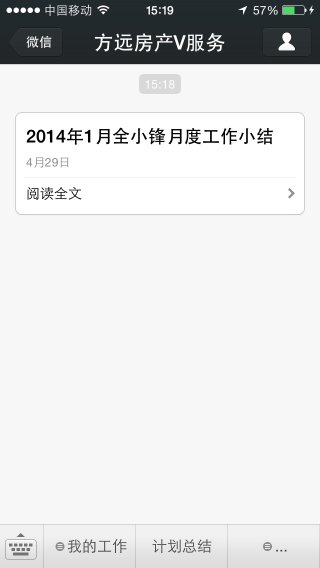 中国移动 15:19 57%
微信 方远房产V服务
15:18
2014年1月全小锋月度工作小结
4月29日
阅读全文
我的工作 计划总结 ...